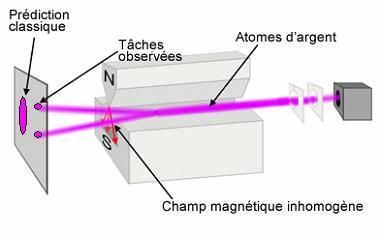 Prédiction
classique
Tâches
observées
Atomes d'argent
N
S
Champ magnétique inhomogène